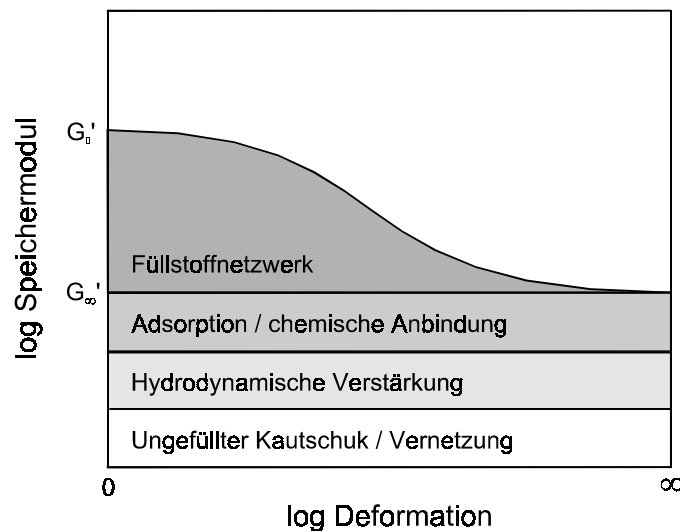 log Speichermodul
G₀'
G∞'
Füllstoffnetzwerk
Adsorption / chemische Anbindung
Hydrodynamische Verstärkung
Ungefüllter Kautschuk / Vernetzung
0
∞
log Deformation